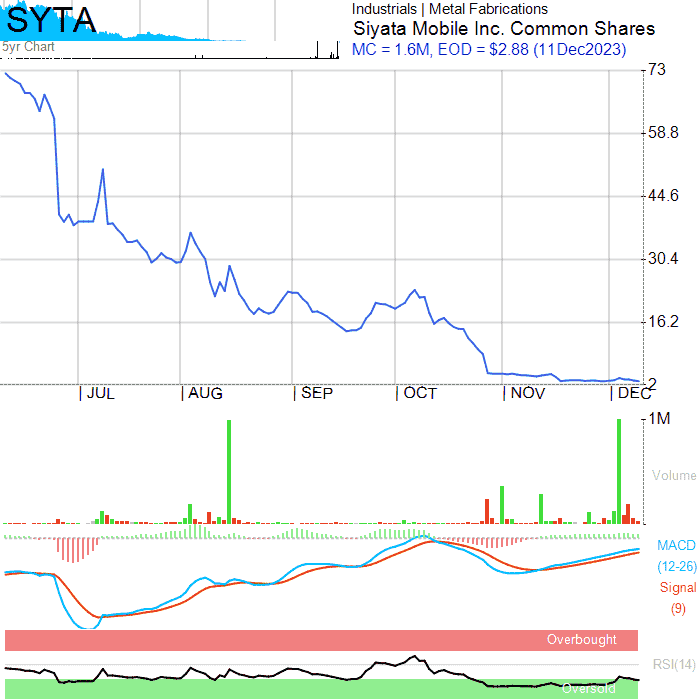 SYTA
5yr Chart
Industrials | Metal Fabrications
Siyata Mobile Inc. Common Shares
MC = 1.6M, EOD = $2.88 (11Dec2023)
73
58.8
44.6
30.4
16.2
2
| JUL | AUG | SEP | OCT | NOV | DEC
1M
Volume
MACD
(12-26)
Signal
(9)
Overbought
RSI(14)
Oversold